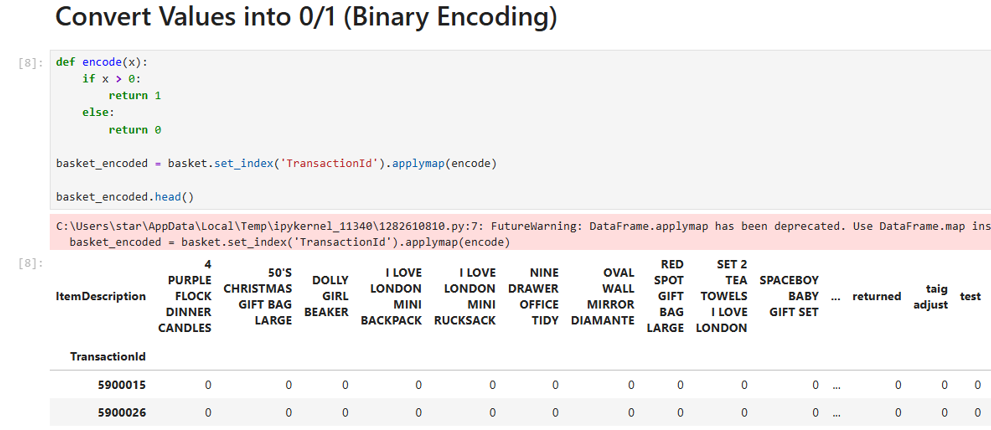 Convert Values into 0/1 (Binary Encoding)
[8]:
def encode(x):
    if x > 0:
        return 1
    else:
        return 0
basket_encoded = basket.set_index('TransactionId').applymap(encode)
basket_encoded.head()
C:\Users\star\AppData\Local\Temp\ipykernel_11340\1282610810.py:7: FutureWarning: DataFrame.applymap has been deprecated. Use DataFrame.map ins
  basket_encoded = basket.set_index('TransactionId').applymap(encode)
[8]:
ItemDescription 4 PURPLE FLOCK DINNER CANDLES 50'S CHRISTMAS GIFT BAG LARGE DOLLY GIRL BEAKER I LOVE LONDON MINI BACKPACK I LOVE LONDON MINI RUCKSACK NINE DRAWER OFFICE TIDY OVAL WALL MIRROR DIAMANTE RED SPOT GIFT BAG LARGE SET 2 TEA TOWELS I LOVE LONDON SPACEBOY BABY GIFT SET ... returned taig adjust test
TransactionId
5900015 0 0 0 0 0 0 0 0 0 0 ... 0 0 0
5900026 0 0 0 0 0 0 0 0 0 0 ... 0 0 0